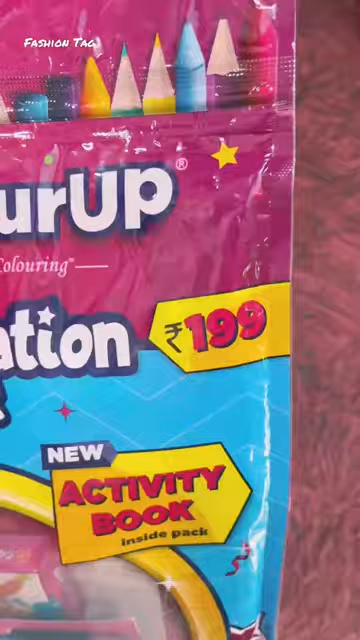 Fashion Tag
urUp®
Colouring
ation
₹199
NEW
ACTIVITY
BOOK
inside pack